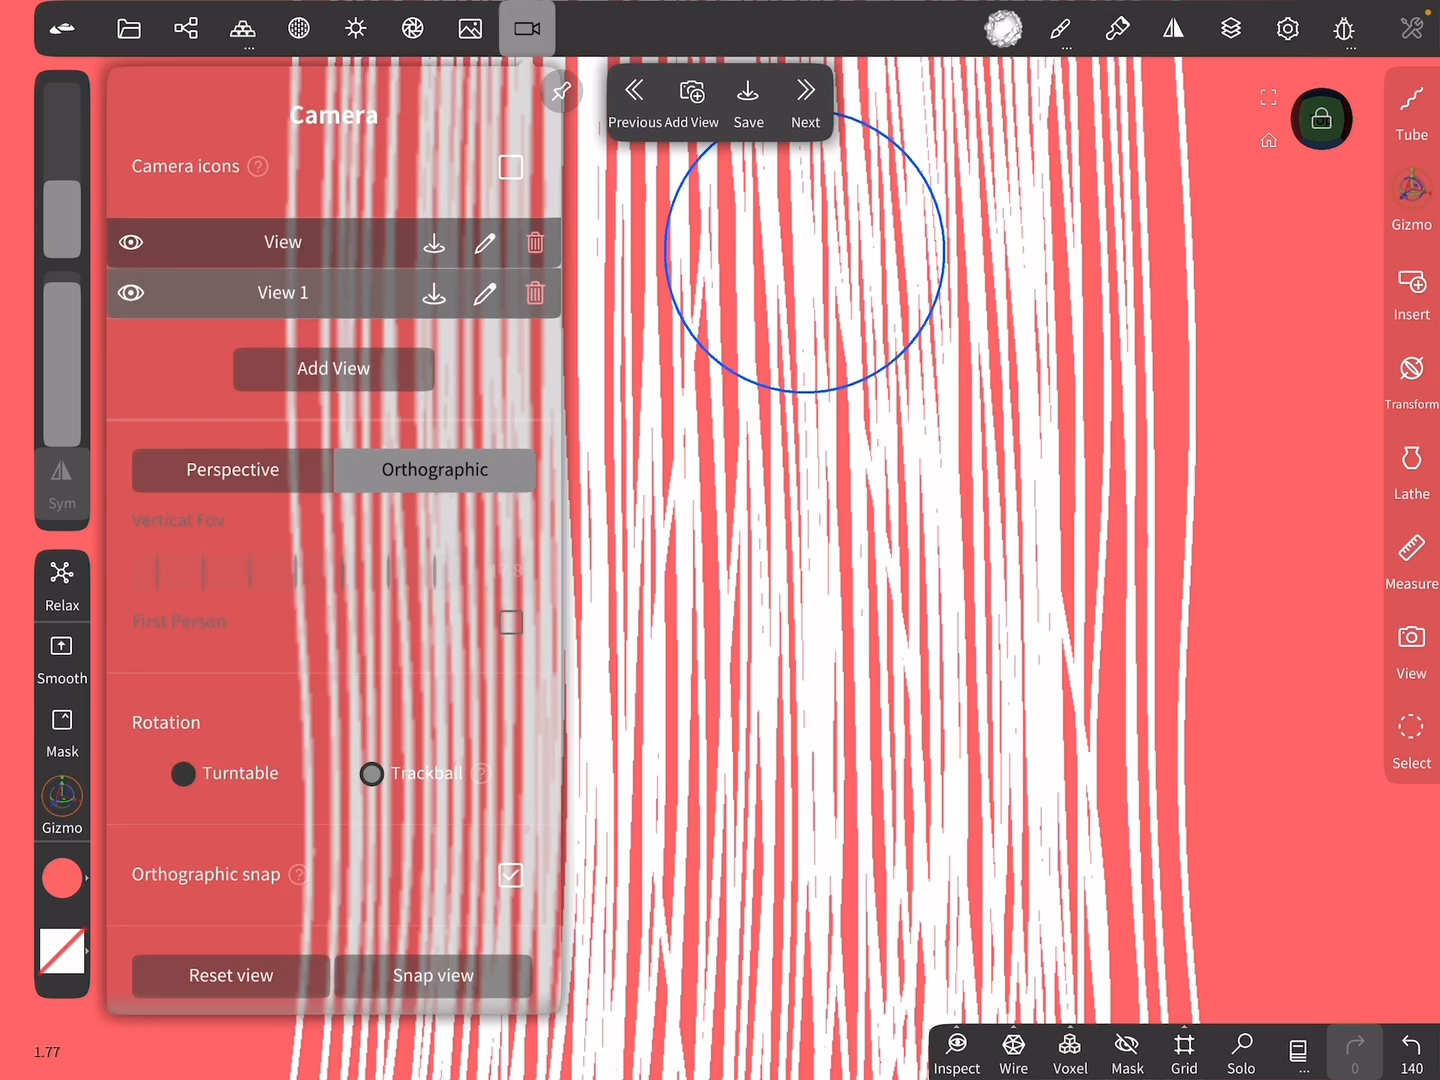 Camera
Camera icons ?
View
View 1
Add View
Perspective
Orthographic
Vertical Fov
First Person
Rotation
Turntable
Trackball ?
Orthographic snap ?
Reset view
Snap view
Previous
Add View
Save
Next
Sym
Relax
Smooth
Mask
Gizmo
1.77
Tube
Gizmo
Insert
Transform
Lathe
Measure
View
Select
Inspect
Wire
Voxel
Mask
Grid
Solo
...
0
140